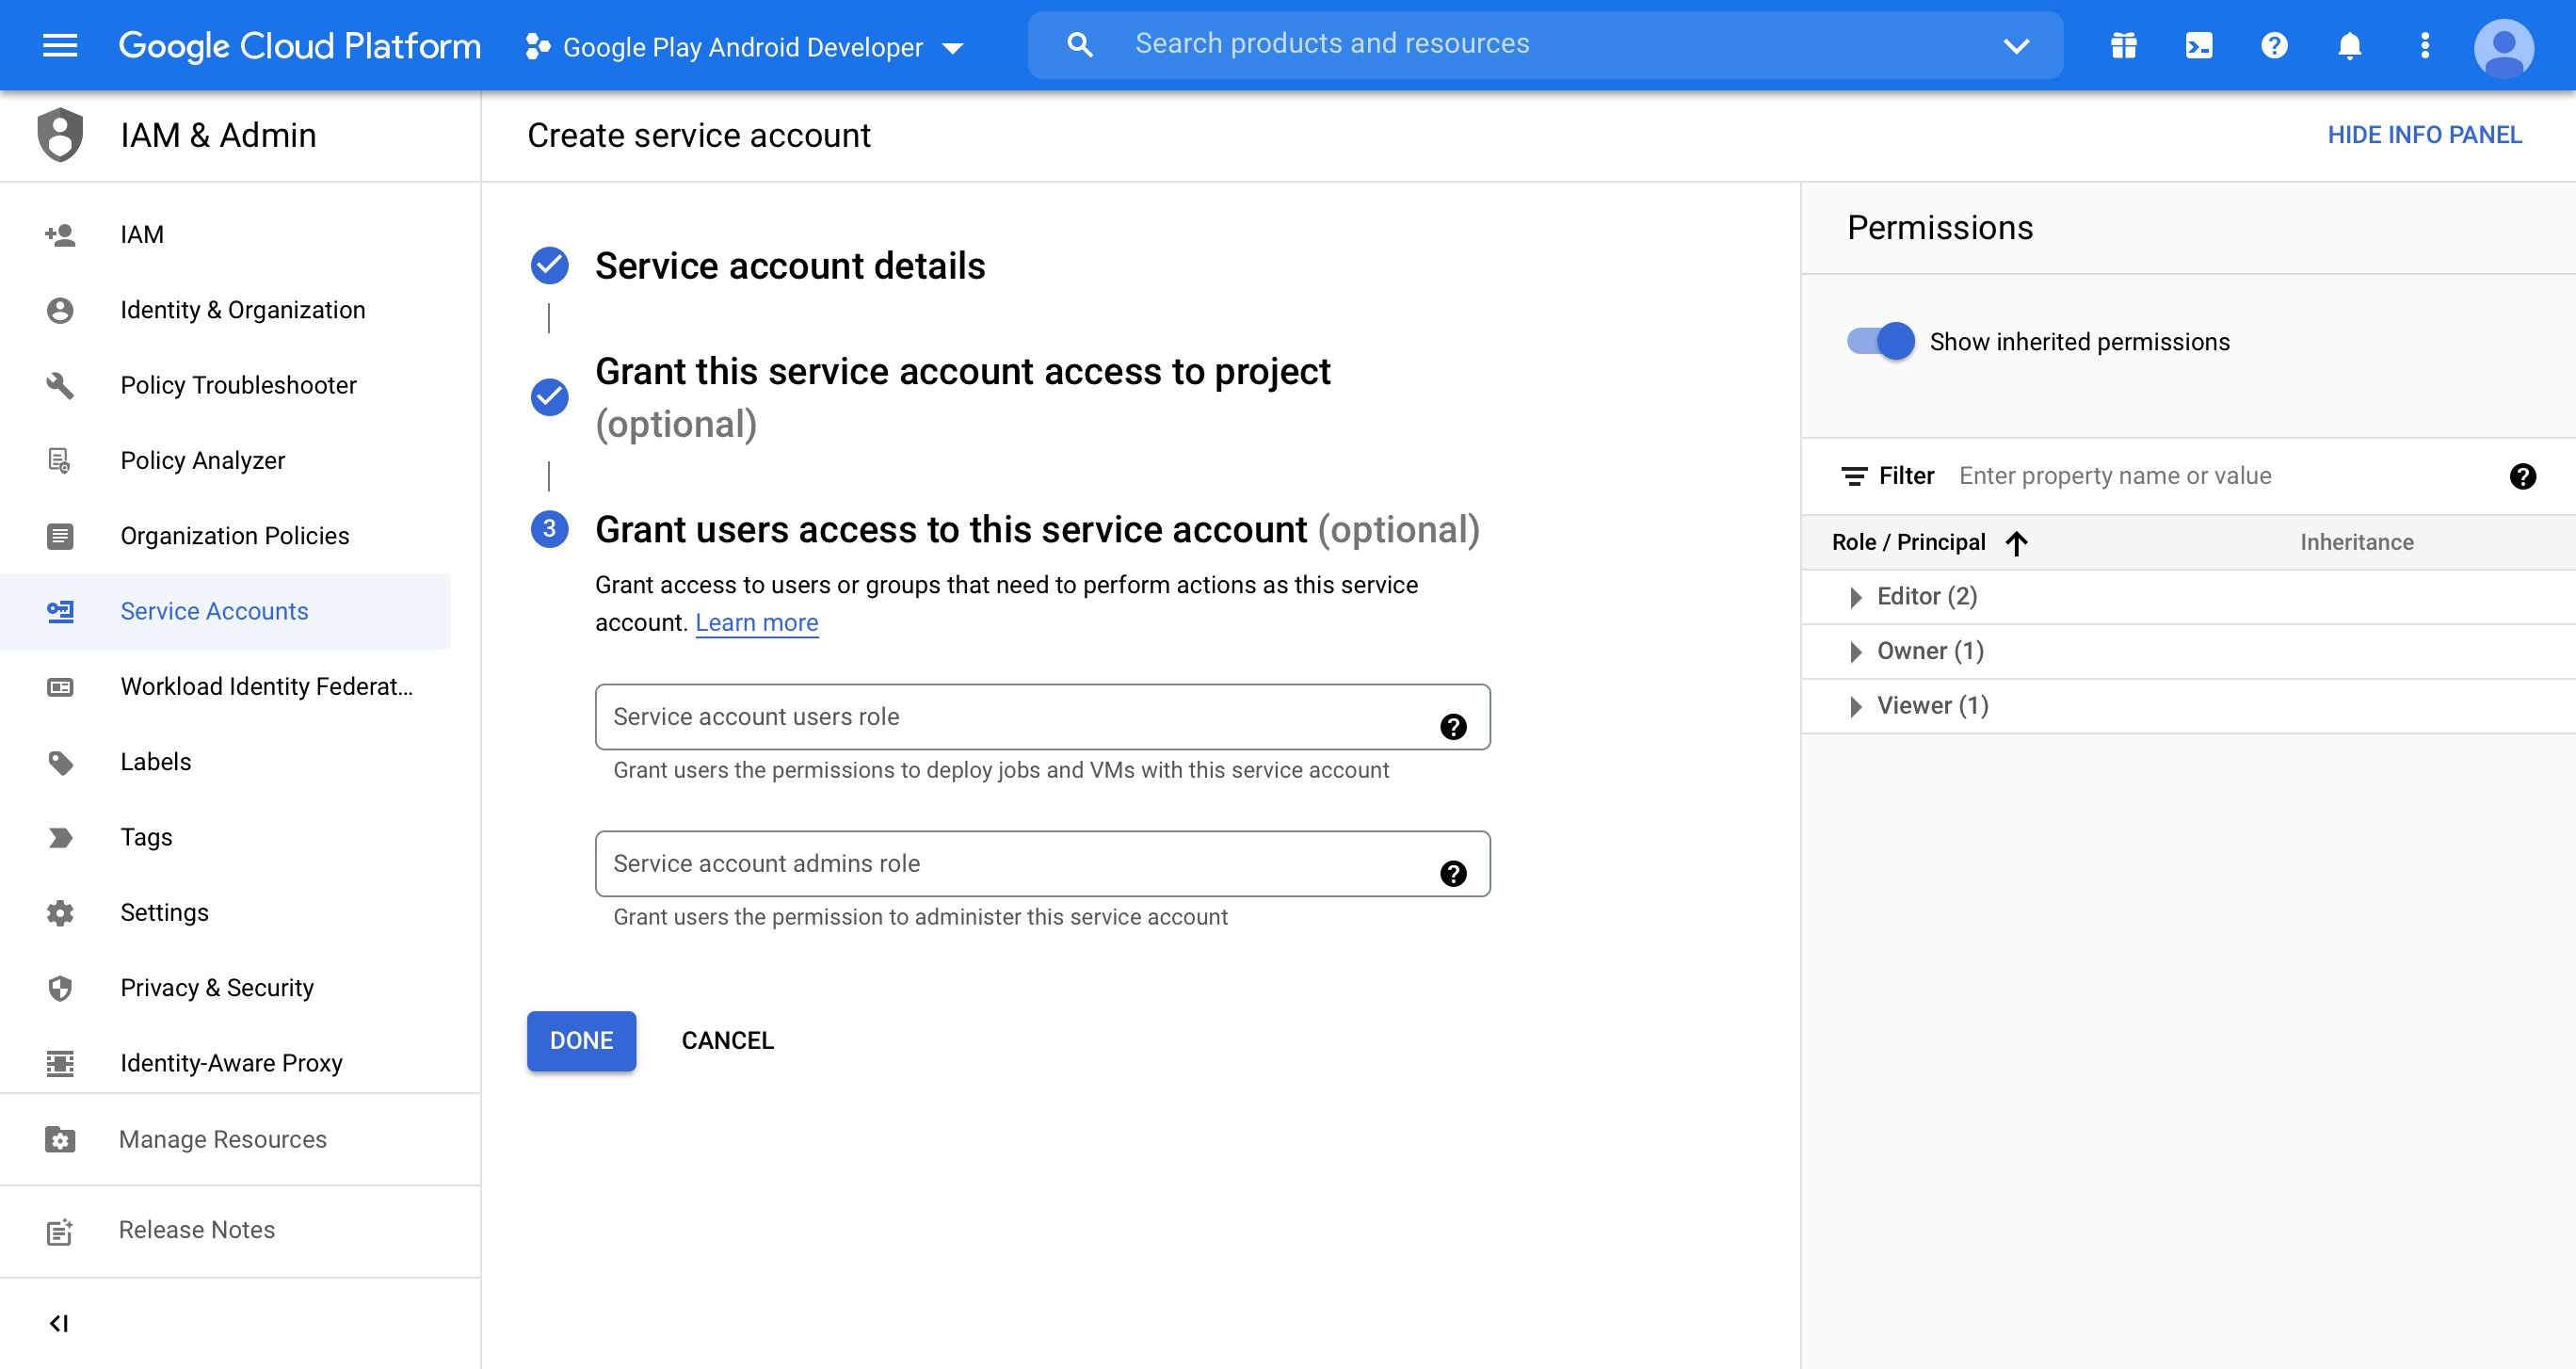 Google Cloud Platform
Google Play Android Developer
Search products and resources
IAM & Admin
Create service account
HIDE INFO PANEL
IAM
Identity & Organization
Policy Troubleshooter
Policy Analyzer
Organization Policies
Service Accounts
Workload Identity Federat...
Labels
Tags
Settings
Privacy & Security
Identity-Aware Proxy
Manage Resources
Release Notes
Service account details
Grant this service account access to project
(optional)
3
Grant users access to this service account (optional)
Grant access to users or groups that need to perform actions as this service
account. Learn more
Service account users role
Grant users the permissions to deploy jobs and VMs with this service account
Service account admins role
Grant users the permission to administer this service account
DONE
CANCEL
Permissions
Show inherited permissions
Filter Enter property name or value
Role / Principal
Inheritance
Editor (2)
Owner (1)
Viewer (1)